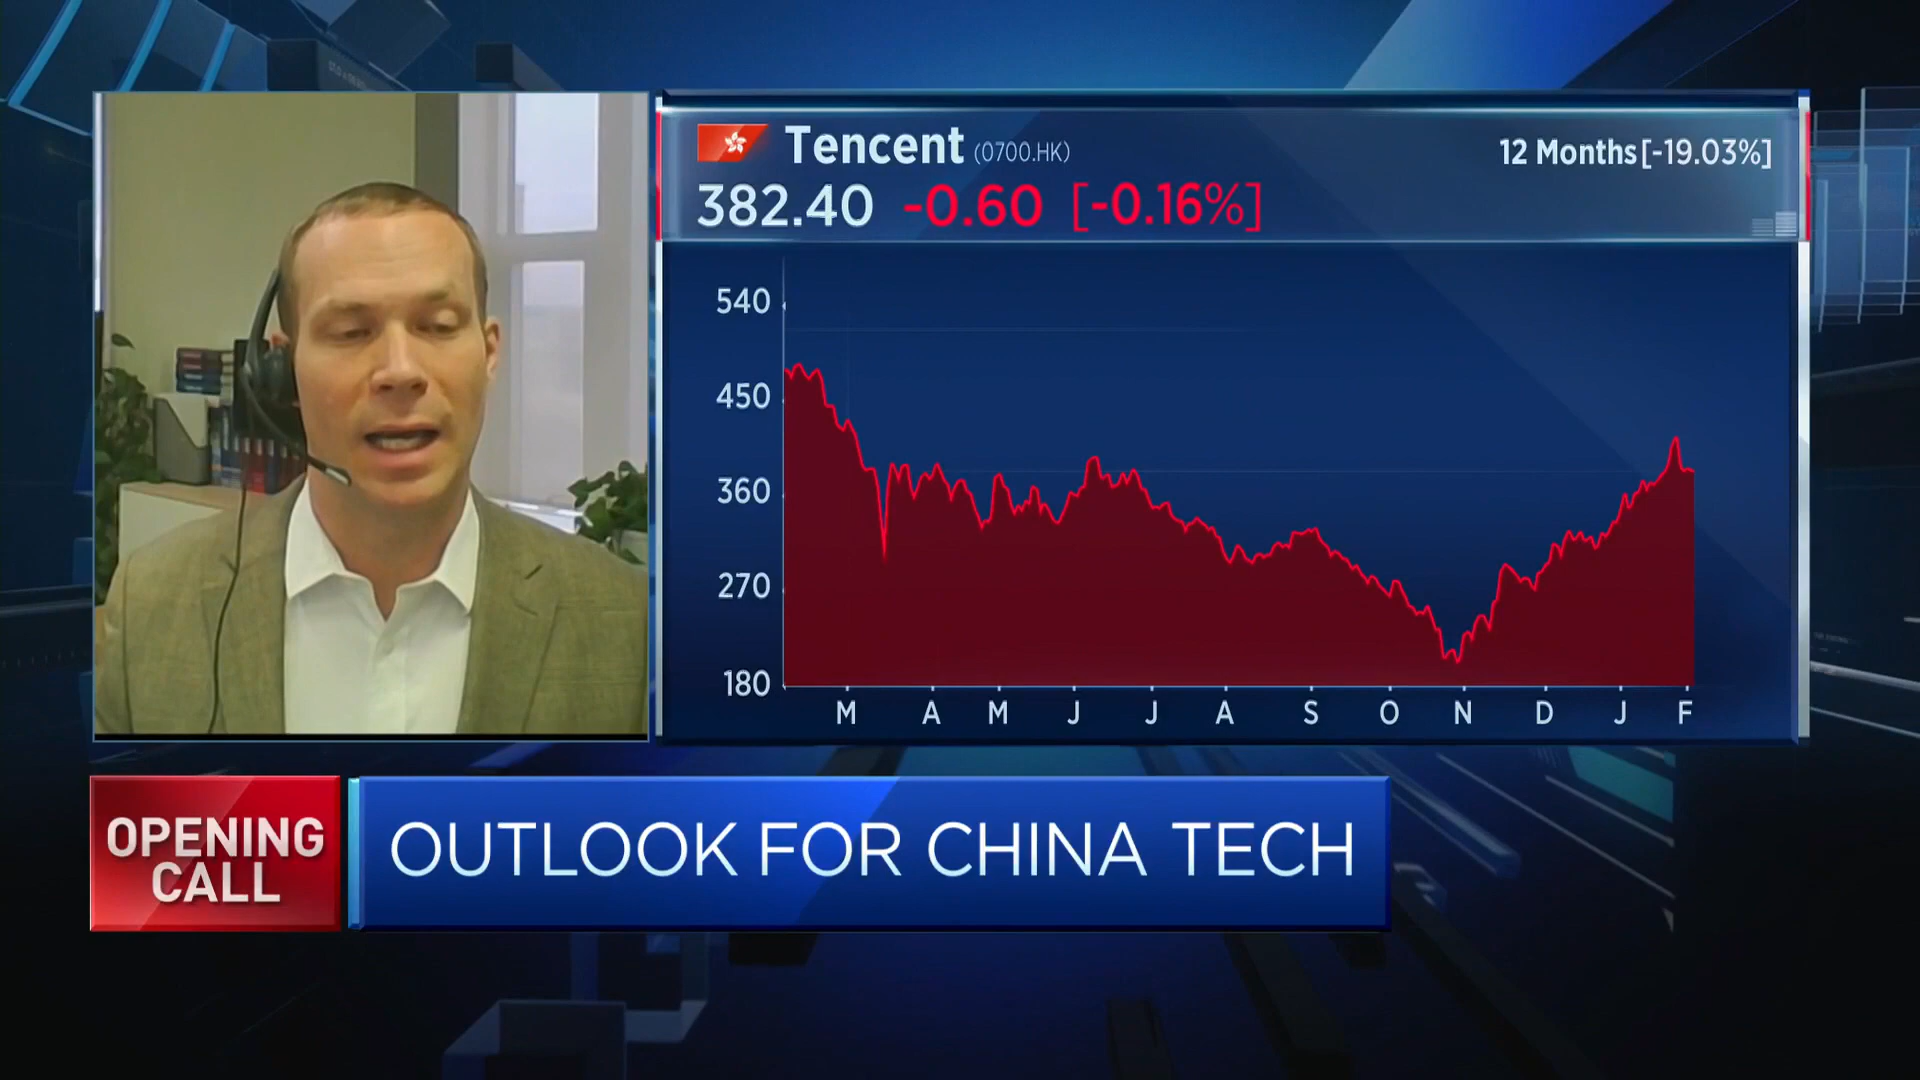 Tencent (0700.HK)
12 Months [-19.03%]
382.40 -0.60 [-0.16%]
540
450
360
270
180
M A M J J A S O N D J F
OPENING
CALL
OUTLOOK FOR CHINA TECH